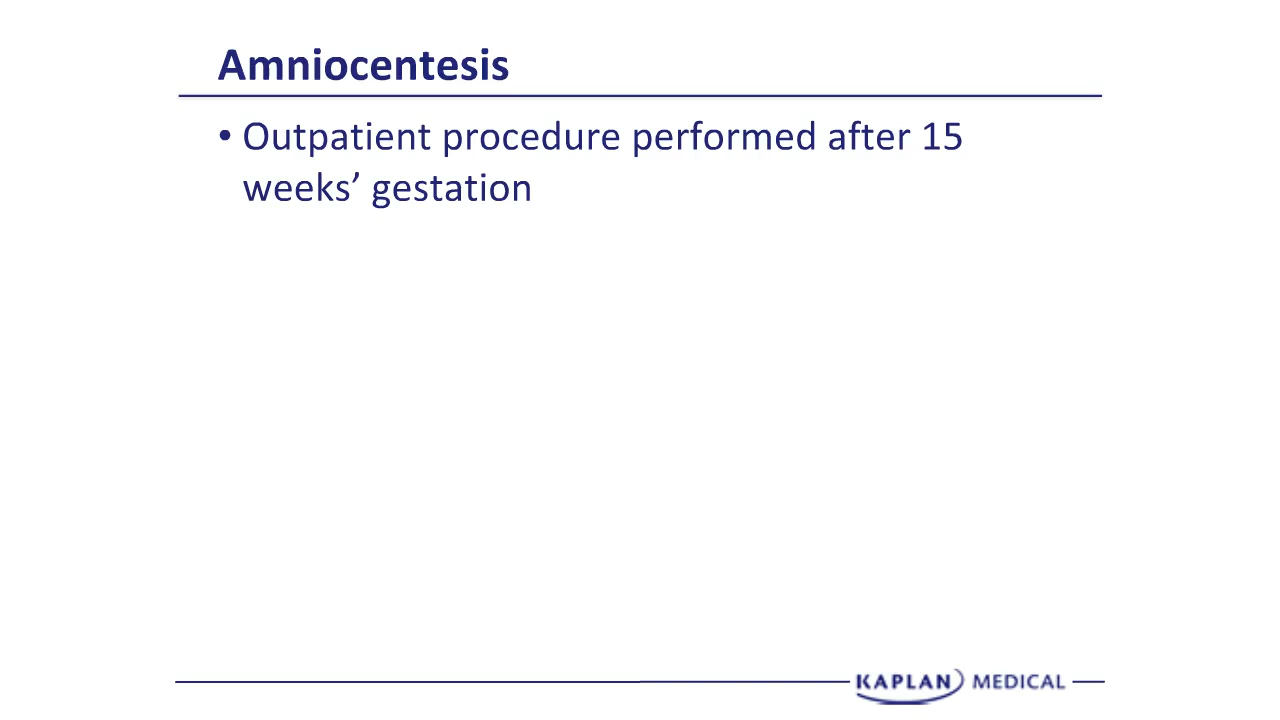 Amniocentesis
• Outpatient procedure performed after 15
weeks’ gestation
KAPLAN MEDICAL